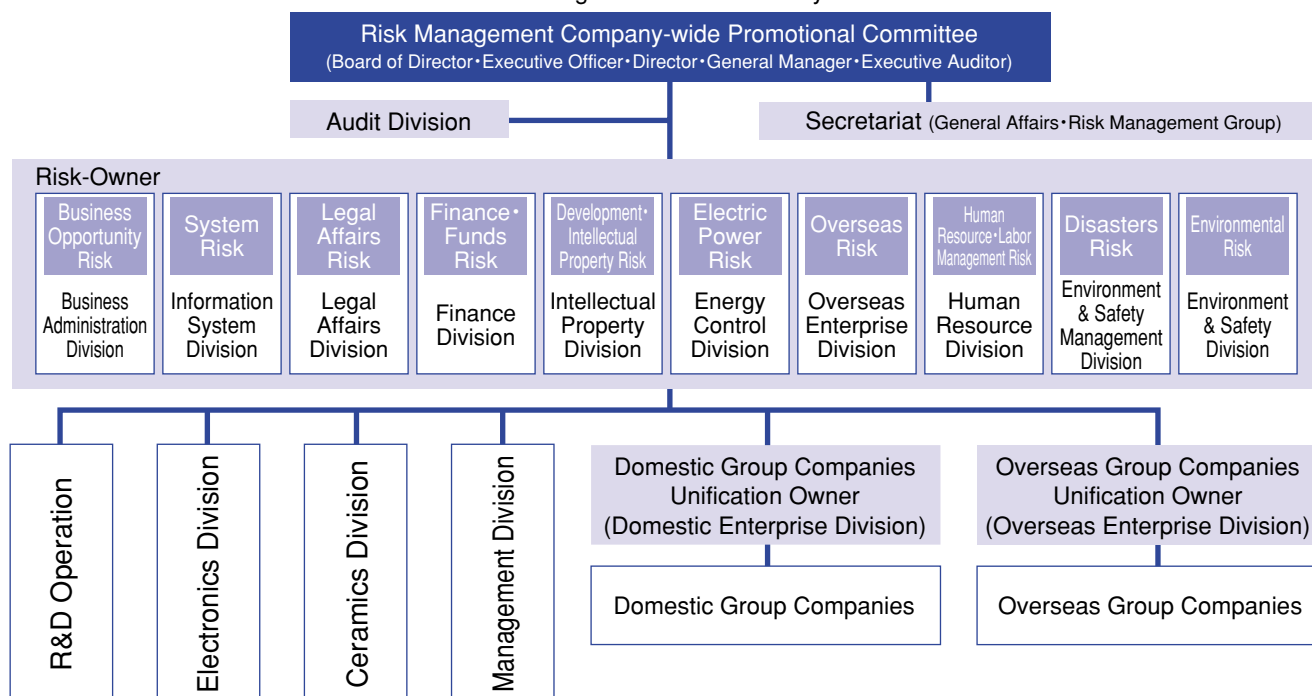 Risk Management Company-wide Promotional Committee
(Board of Director・Executive Officer・Director・General Manager・Executive Auditor)
Audit Division
Secretariat (General Affairs・Risk Management Group)
Risk-Owner
Business
Opportunity
Risk
Business
Administration
Division
System
Risk
Information
System
Division
Legal
Affairs
Risk
Legal
Affairs
Division
Finance・
Funds
Risk
Finance
Division
Development・
Intellectual
Property Risk
Intellectual
Property
Division
Electric
Power
Risk
Energy
Control
Division
Overseas
Risk
Overseas
Enterprise
Division
Human
Resource・Labor
Management Risk
Human
Resource
Division
Disasters
Risk
Environment
& Safety
Management
Division
Environmental
Risk
Environment
& Safety
Division
R&D Operation
Electronics Division
Ceramics Division
Management Division
Domestic Group Companies
Unification Owner
(Domestic Enterprise Division)
Domestic Group Companies
Overseas Group Companies
Unification Owner
(Overseas Enterprise Division)
Overseas Group Companies